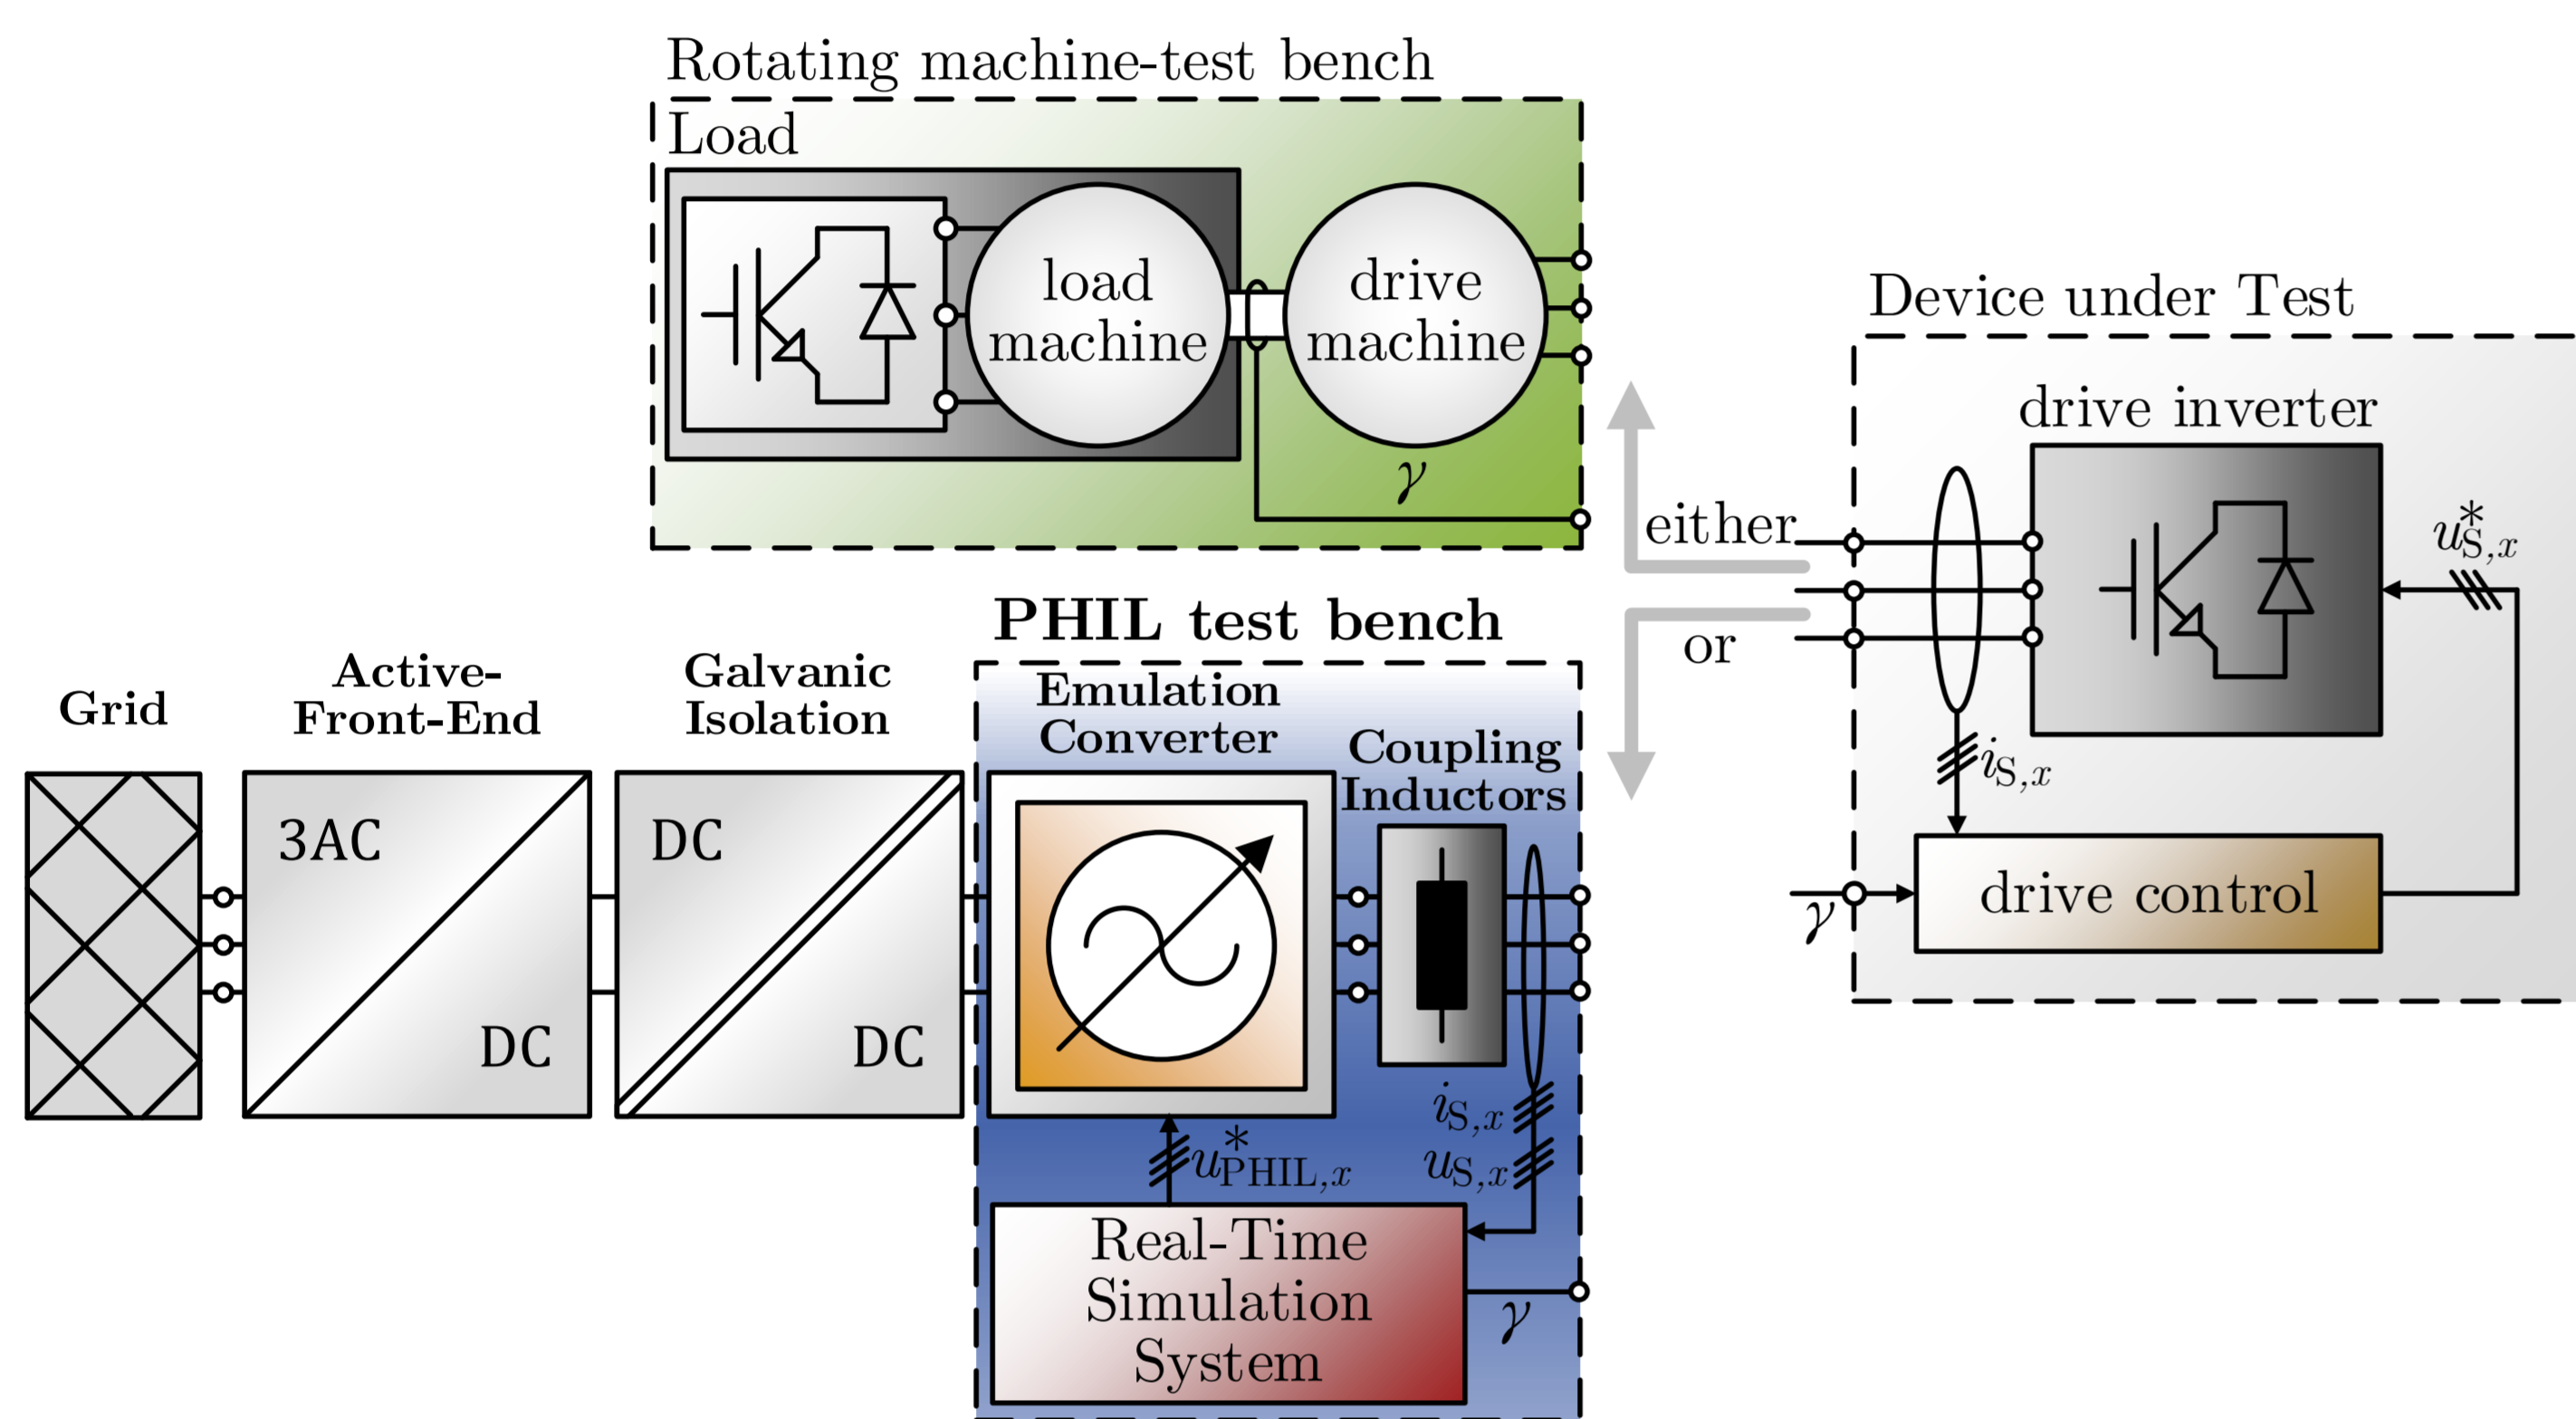 Rotating machine-test bench
Load
load
machine
drive
machine
γ
either
or
Device under Test
drive inverter
u*S,x
iS,x
drive control
γ
PHIL test bench
Grid
Active-
Front-End
Galvanic
Isolation
Emulation
Converter
Coupling
Inductors
3AC
DC
DC
DC
iS,x
uS,x
u*PHIL,x
Real-Time
Simulation
System
γ